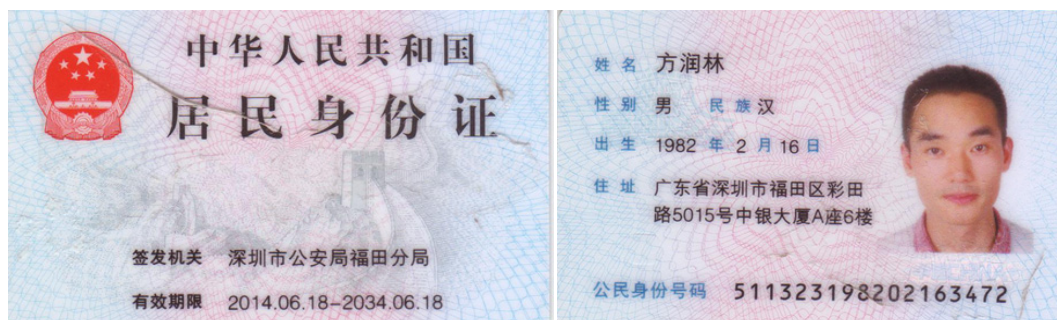 中华人民共和国
居民身份证
签发机关 深圳市公安局福田分局
有效期限 2014.06.18-2034.06.18
姓名 方润林
性别 男 民族 汉
出生 1982 年 2 月 16 日
住址 广东省深圳市福田区彩田
路5015号中银大厦A座6楼
公民身份号码 511323198202163472